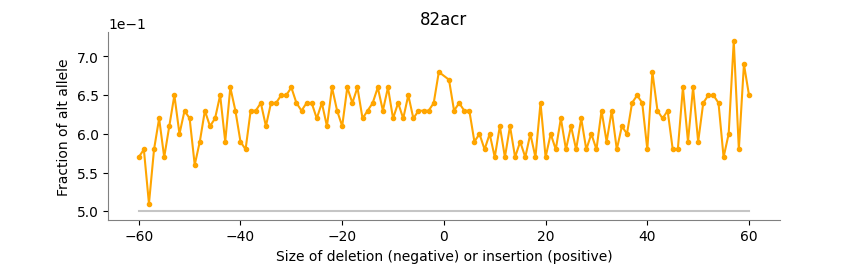 82acr
1e−1
Fraction of alt allele
7.0
6.5
6.0
5.5
5.0
−60 −40 −20 0 20 40 60
Size of deletion (negative) or insertion (positive)